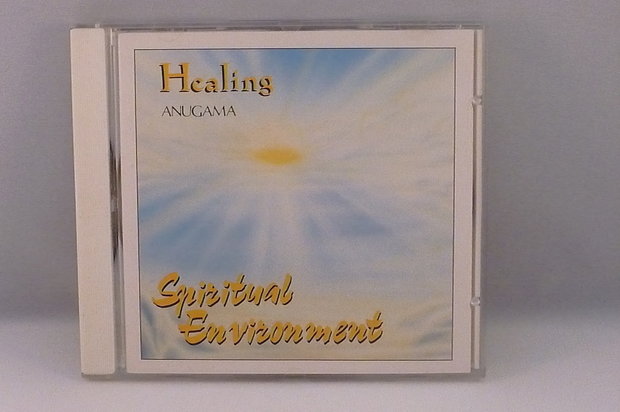 Healing
ANUGAMA
Spiritual
Environment